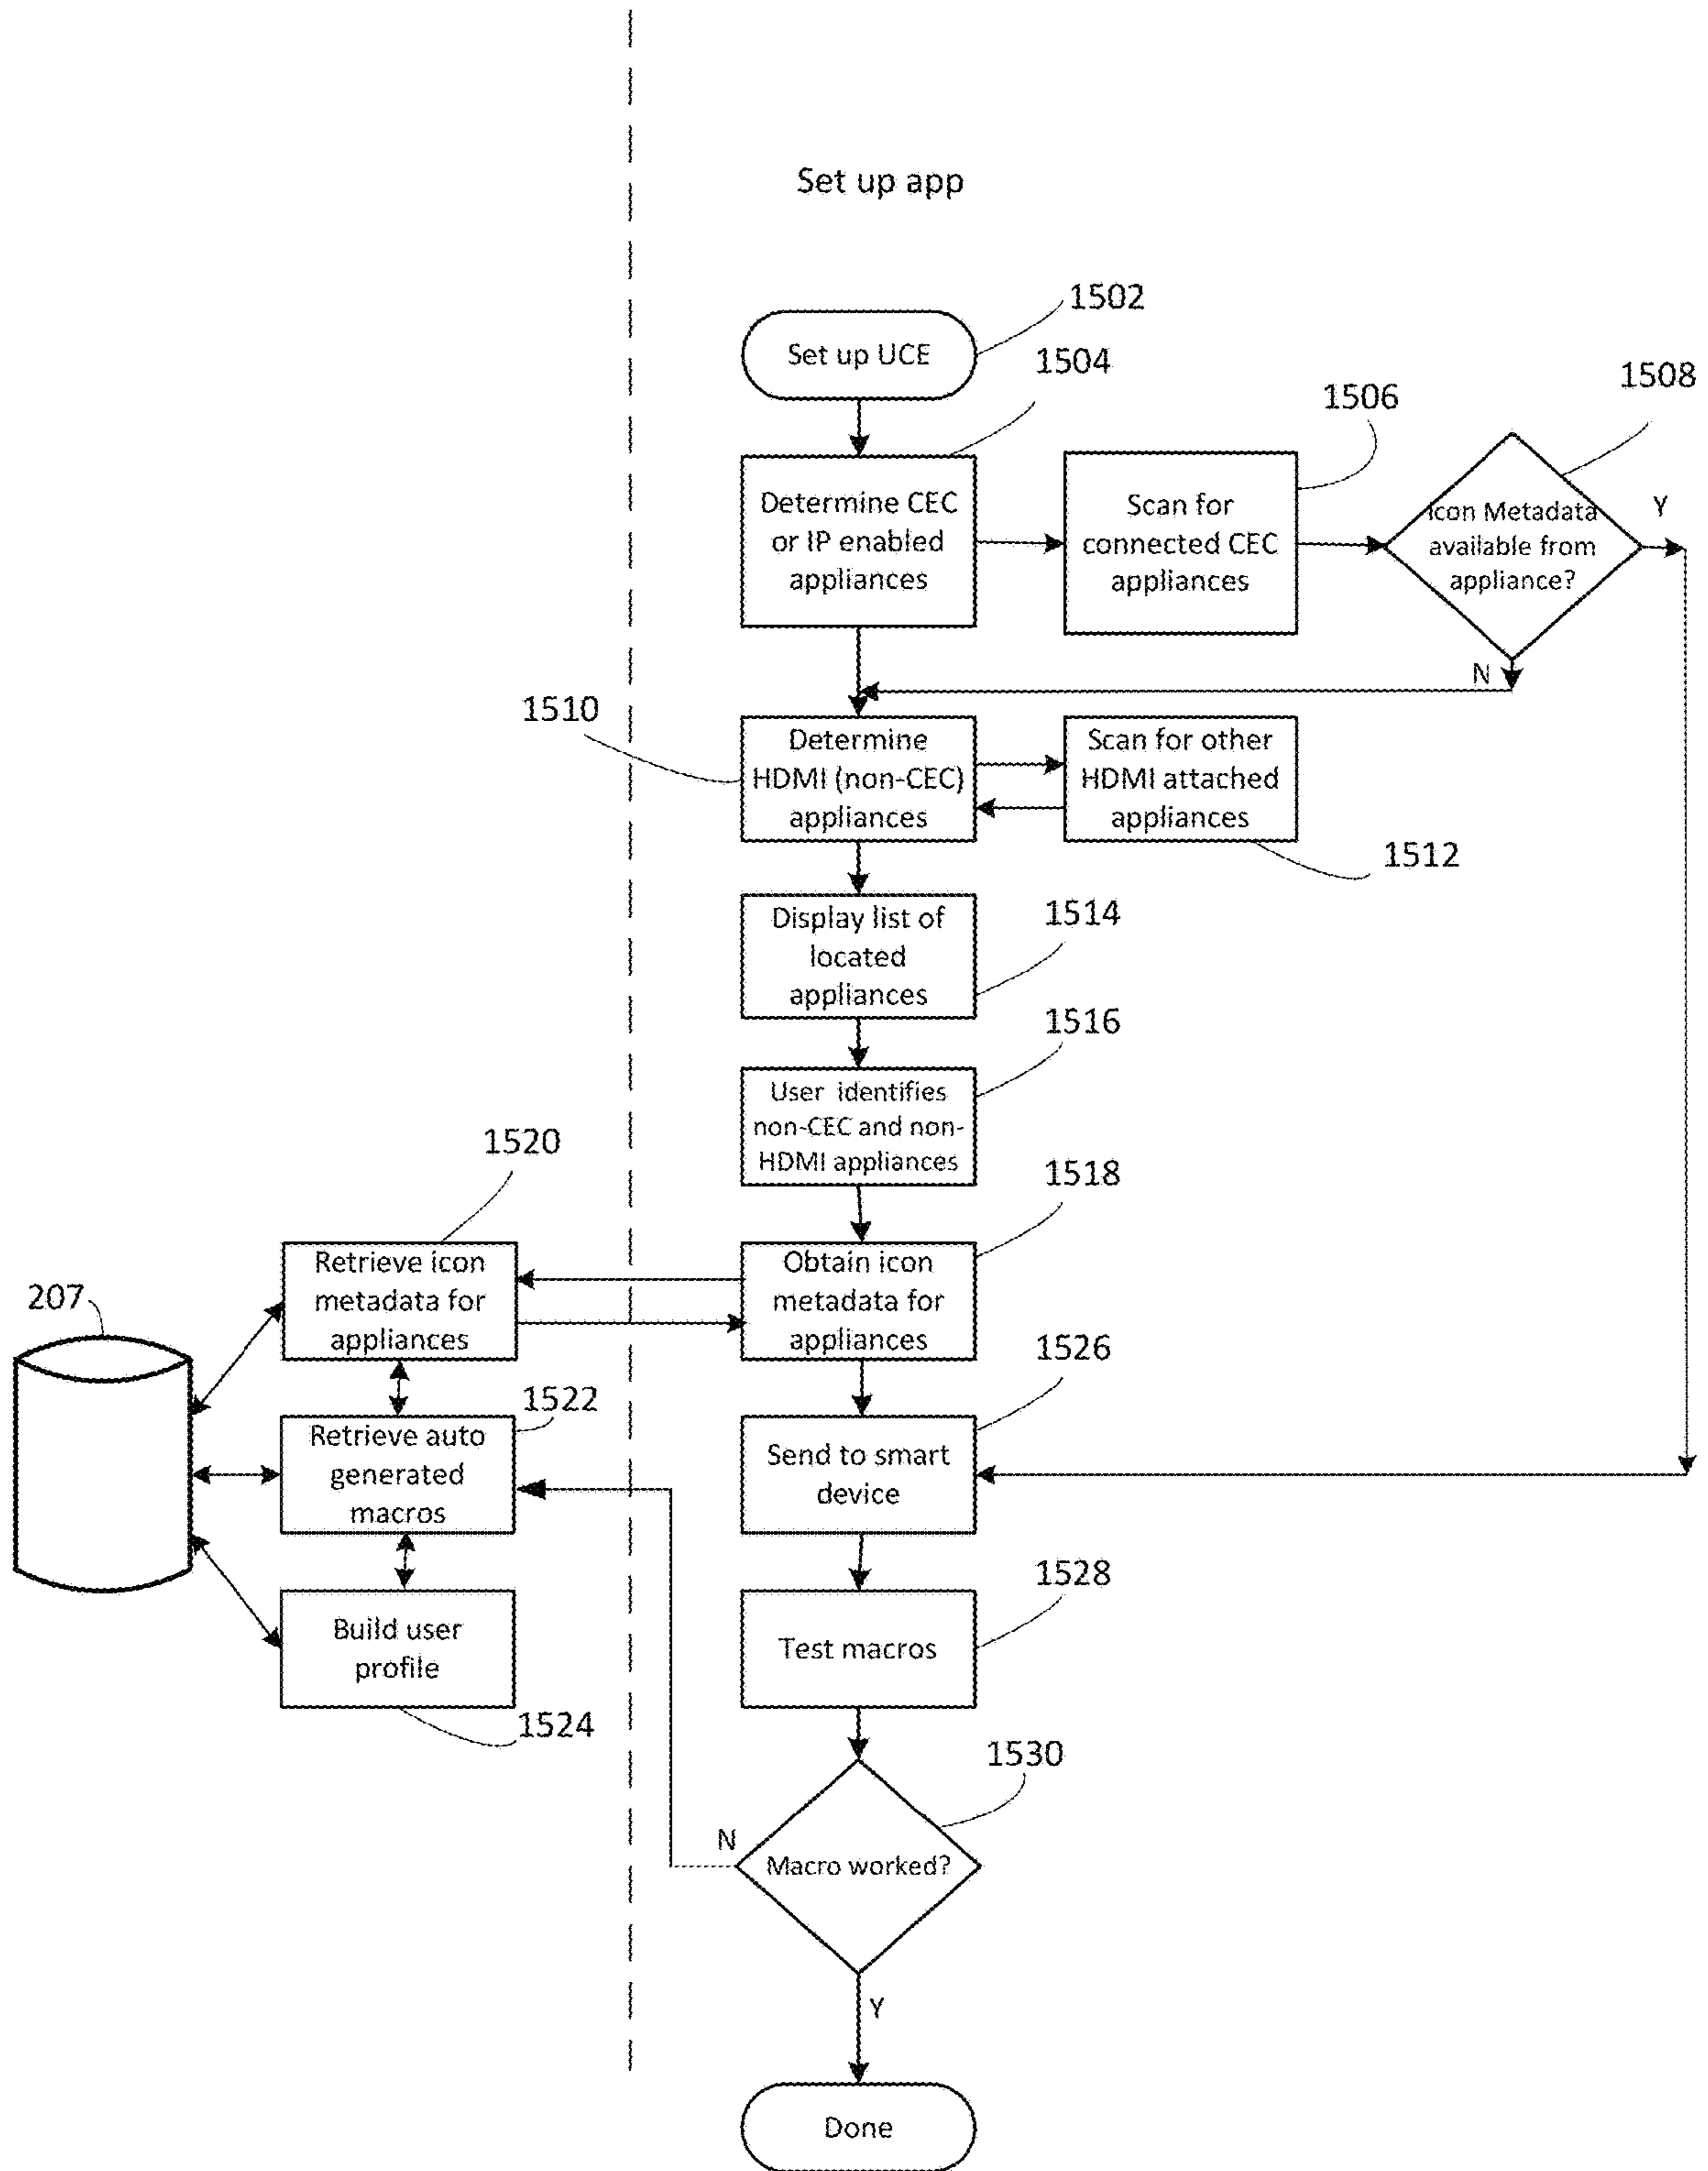 Set up app
1502
Set up UCE
1504
1506
1508
Determine CEC
or IP enabled
appliances
Scan for
connected CEC
appliances
Icon Metadata
available from
appliance?
Y
N
1510
Determine
HDMI (non-CEC)
appliances
Scan for other
HDMI attached
appliances
1512
Display list of
located
appliances
1514
1516
User identifies
non-CEC and non-
HDMI appliances
1520
1518
Retrieve icon
metadata for
appliances
Obtain icon
metadata for
appliances
207
1526
1522
Retrieve auto
generated
macros
Send to smart
device
1528
Build user
profile
Test macros
1524
1530
N
Macro worked?
Y
Done